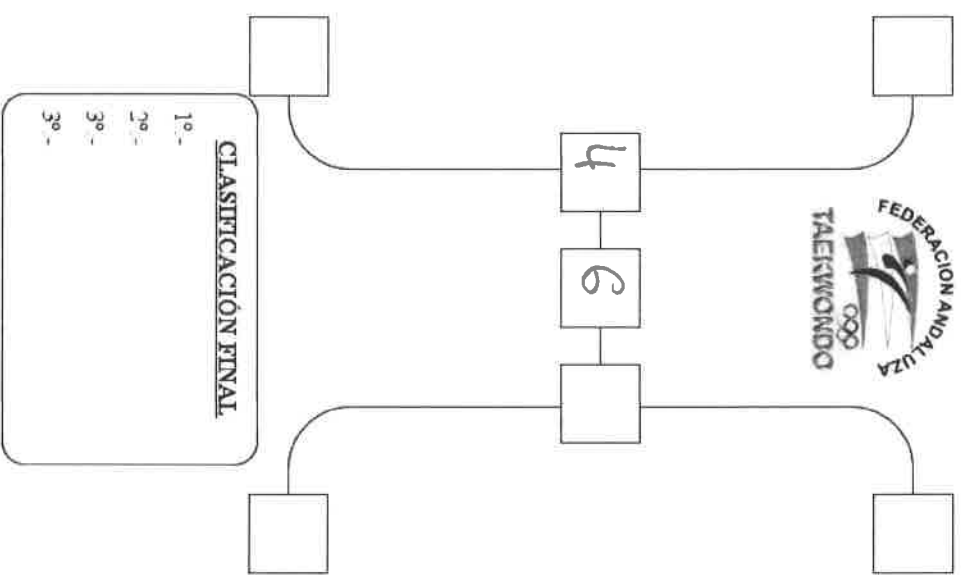 FEDERACION ANDALUZA
TAEKWONDO
4
6
CLASIFICACIÓN FINAL
1º.-
2º.-
3º.-
3º.-